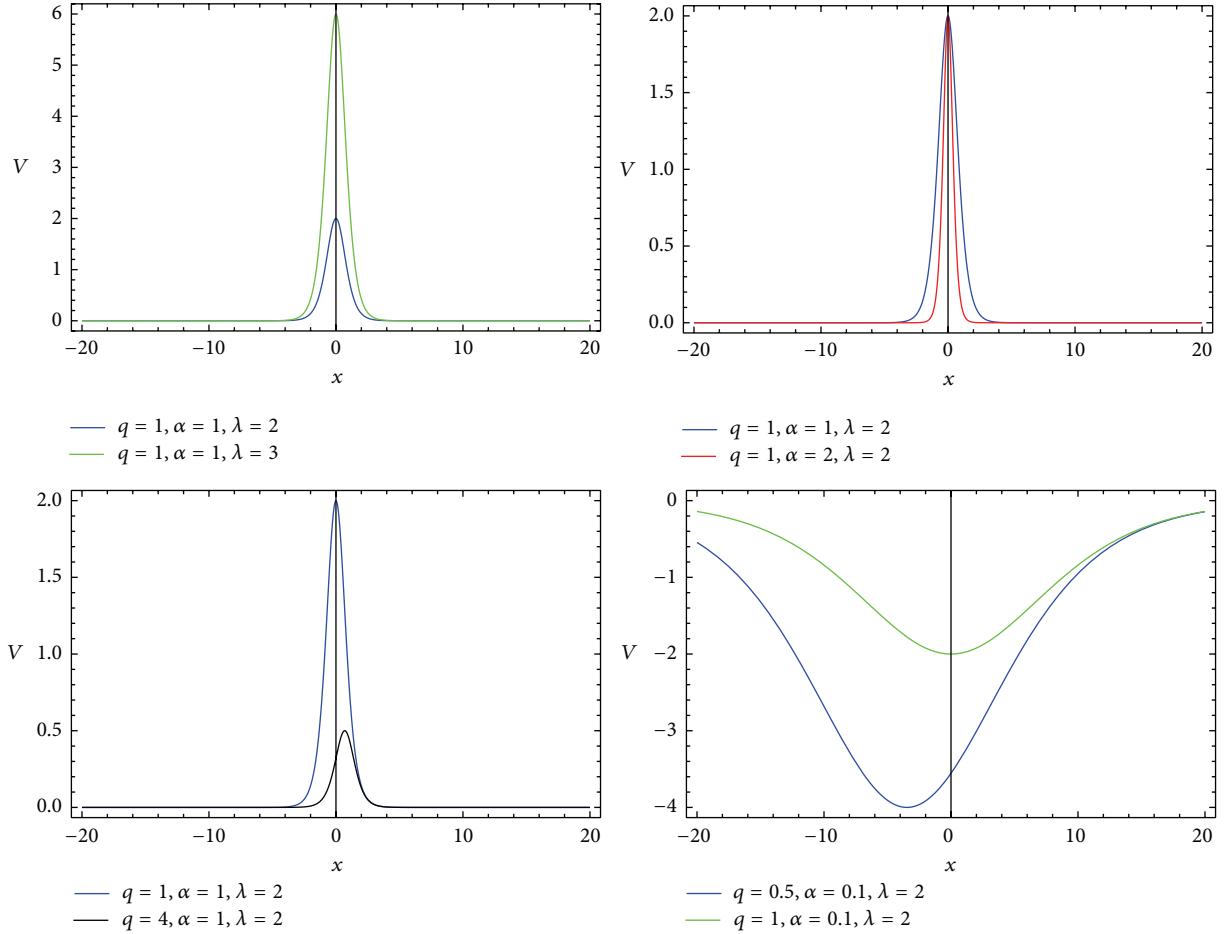 6
5
4
3
2
1
0
V
−20
−10
0
10
20
x
q = 1, α = 1, λ = 2
q = 1, α = 1, λ = 3
2.0
1.5
1.0
0.5
0.0
V
−20
−10
0
10
20
x
q = 1, α = 1, λ = 2
q = 1, α = 2, λ = 2
2.0
1.5
1.0
0.5
0.0
V
−20
−10
0
10
20
x
q = 1, α = 1, λ = 2
q = 4, α = 1, λ = 2
0
−1
−2
−3
−4
V
−20
−10
0
10
20
x
q = 0.5, α = 0.1, λ = 2
q = 1, α = 0.1, λ = 2